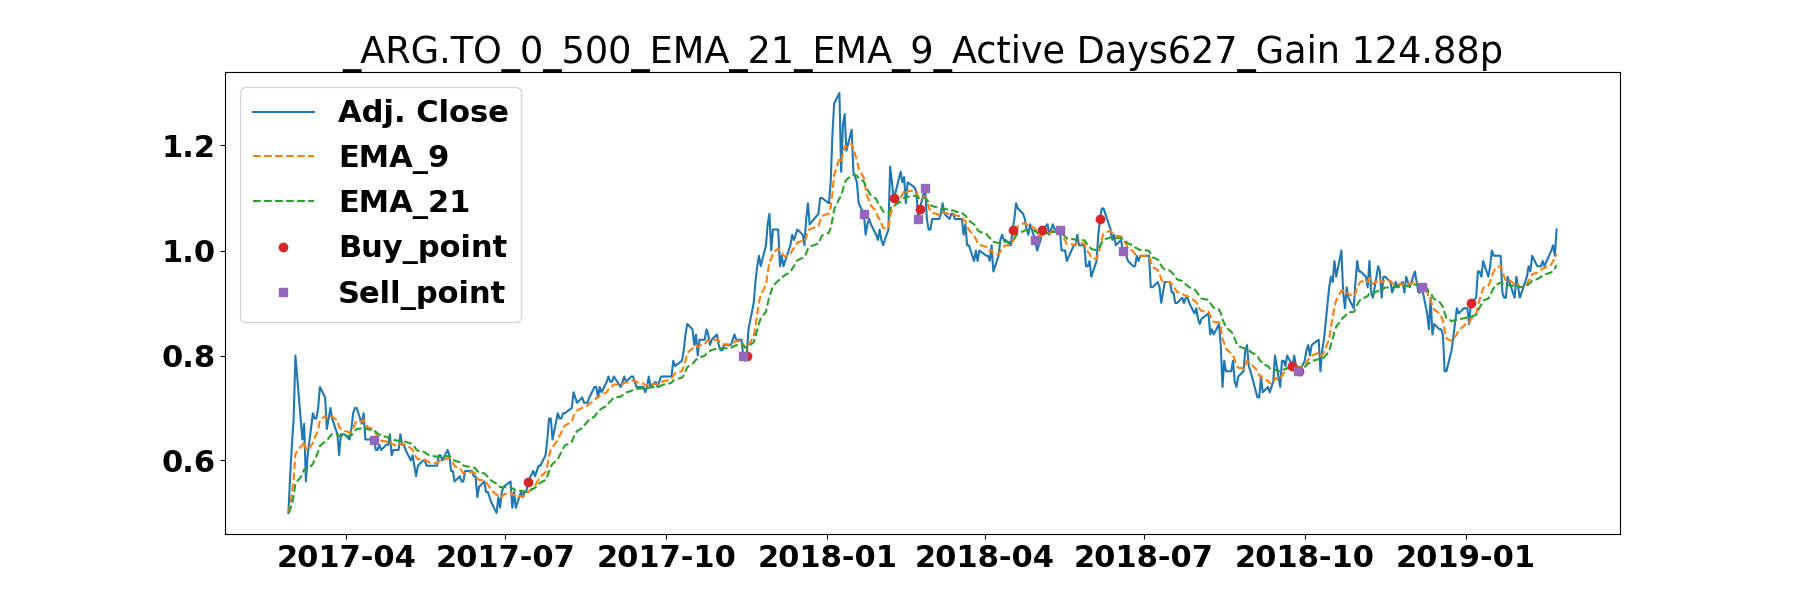 _ARG.TO_0_500_EMA_21_EMA_9_Active Days627_Gain 124.88p
Adj. Close
EMA_9
EMA_21
Buy_point
Sell_point
1.2
1.0
0.8
0.6
2017-04 2017-07 2017-10 2018-01 2018-04 2018-07 2018-10 2019-01